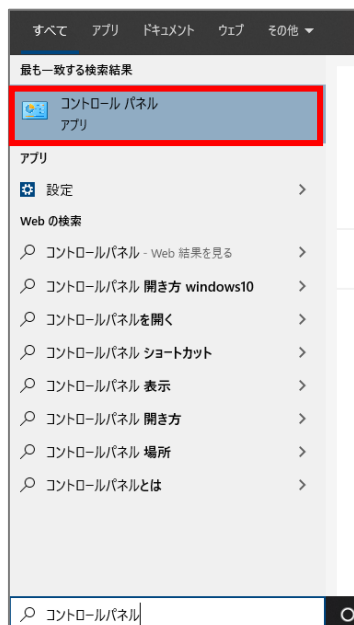 すべて アプリ ドキュメント ウェブ その他
最も一致する検索結果
コントロール パネル
アプリ
アプリ
設定
Web の検索
コントロールパネル - Web 結果を見る
コントロールパネル 開き方 windows10
コントロールパネルを開く
コントロールパネル ショートカット
コントロールパネル 表示
コントロールパネル 開き方
コントロールパネル 場所
コントロールパネルとは
コントロールパネル